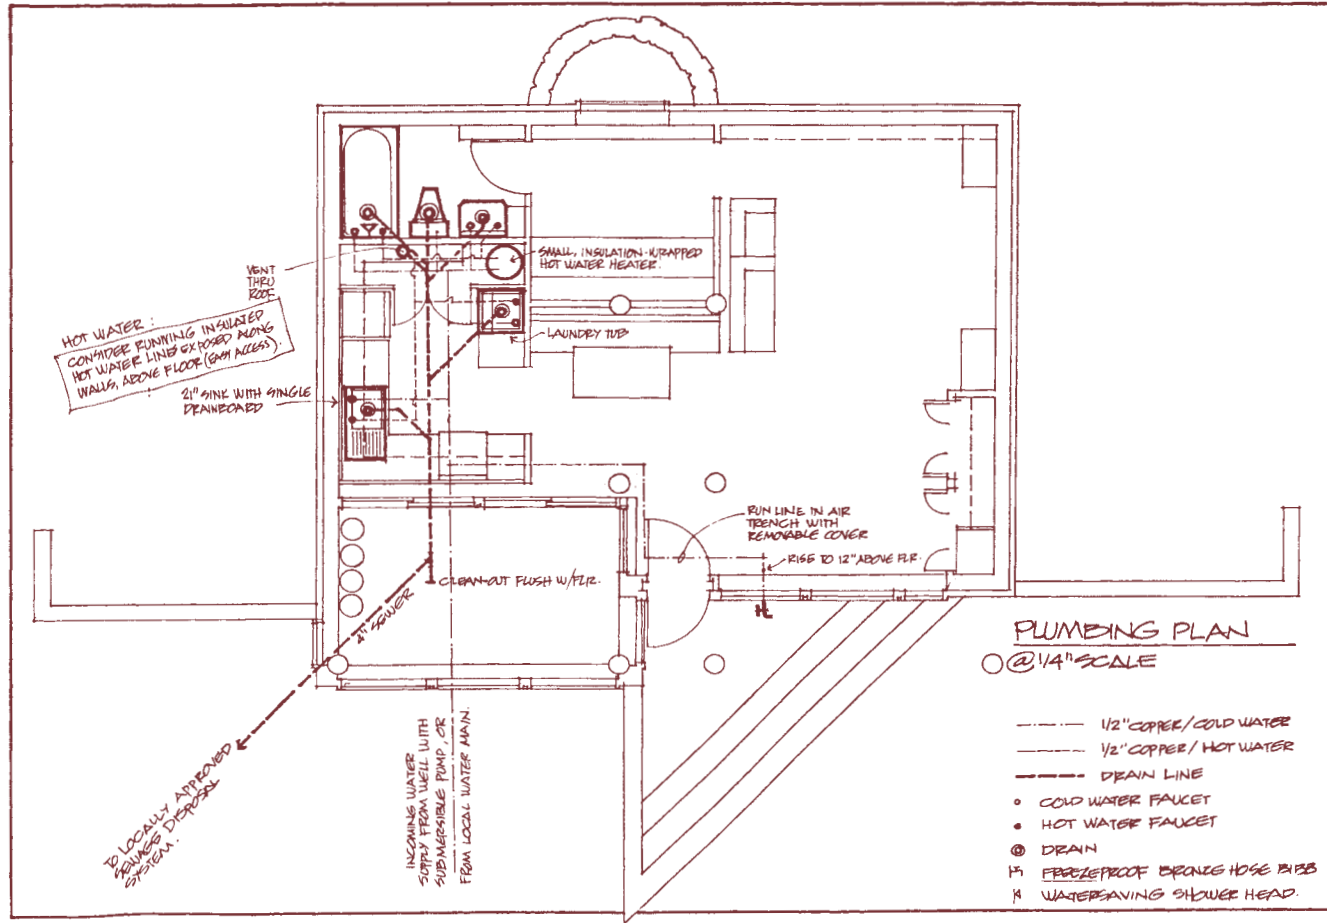 SMALL, INSULATION-WRAPPED
HOT WATER HEATER.
VENT
THRU
ROOF
HOT WATER:
CONSIDER RUNNING INSULATED
HOT WATER LINES EXPOSED ALONG
WALLS, ABOVE FLOOR (EASY ACCESS).
LAUNDRY TUB
21" SINK WITH SINGLE
DRAINBOARD
RUN LINE IN AIR
TRENCH WITH
REMOVABLE COVER
RISE TO 12" ABOVE FLR.
CLEAN-OUT FLUSH W/FLR.
4" SEWER
TO LOCALLY APPROVED
SEWAGE DISPOSAL
SYSTEM.
INCOMING WATER
SUPPLY FROM WELL WITH
SUBMERSIBLE PUMP, OR
FROM LOCAL WATER MAIN.
PLUMBING PLAN
@ 1/4" SCALE
1/2" COPPER/COLD WATER
1/2" COPPER/HOT WATER
DRAIN LINE
COLD WATER FAUCET
HOT WATER FAUCET
DRAIN
FREEZEPROOF BRONZE HOSE BIBB
WATERSAVING SHOWER HEAD.